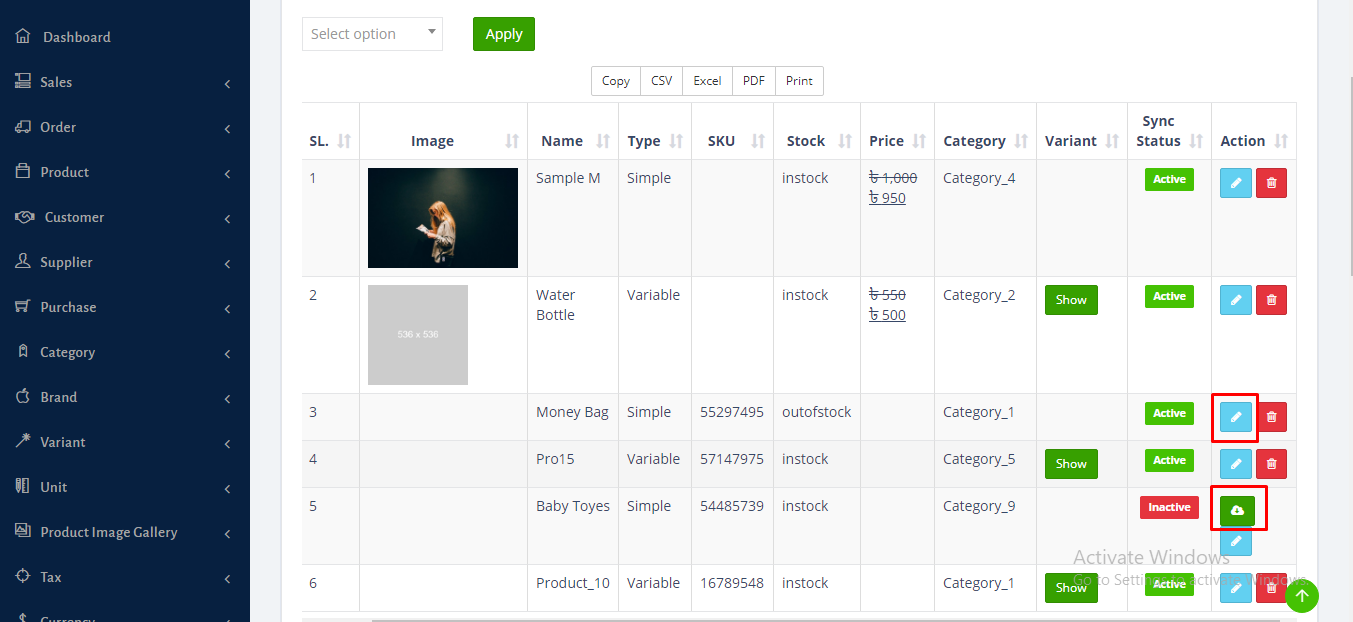 Dashboard
Sales
Order
Product
Customer
Supplier
Purchase
Category
Brand
Variant
Unit
Product Image Gallery
Tax
Currency
Select option
Apply
Copy CSV Excel PDF Print
SL. Image Name Type SKU Stock Price Category Variant Sync Status Action
1 Sample M Simple instock ৳ 1,000 Category_4 Active
৳ 950
2 Water Variable instock ৳ 550 Category_2 Show Active
Bottle ৳ 500
536 x 536
3 Money Bag Simple 55297495 outofstock Category_1 Active
4 Pro15 Variable 57147975 instock Category_5 Show Active
5 Baby Toyes Simple 54485739 instock Category_9 Inactive
6 Product_10 Variable 16789548 instock Category_1 Show Active
Activate Windows
Go to Settings to activate Windows.